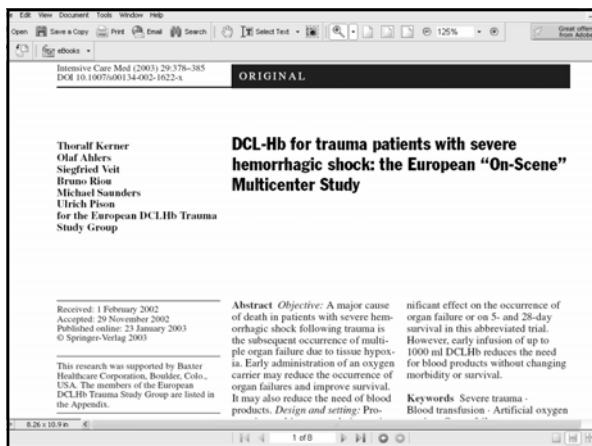 Edit View Document Tools Window Help
Open Save a Copy Print Email Search Select Text 125% Great offers
from Adobe
eBooks
Intensive Care Med (2003) 29:378–385
DOI 10.1007/s00134-002-1622-x
ORIGINAL
Thoralf Kerner
Olaf Ahlers
Siegfried Veit
Bruno Riou
Michael Saunders
Ulrich Pison
for the European DCLHb Trauma
Study Group
DCL-Hb for trauma patients with severe
hemorrhagic shock: the European “On-Scene”
Multicenter Study
Received: 1 February 2002
Accepted: 29 November 2002
Published online: 23 January 2003
© Springer-Verlag 2003
This research was supported by Baxter
Healthcare Corporation, Boulder, Colo.,
USA. The members of the European
DCLHb Trauma Study Group are listed in
the Appendix.
Abstract Objective: A major cause
of death in patients with severe hem-
orrhagic shock following trauma is
the subsequent occurrence of multi-
ple organ failure due to tissue hypox-
ia. Early administration of an oxygen
carrier may reduce the occurrence of
organ failures and improve survival.
It may also reduce the need of blood
products. Design and setting: Pro-
nificant effect on the occurrence of
organ failure or on 5- and 28-day
survival in this abbreviated trial.
However, early infusion of up to
1000 ml DCLHb reduces the need
for blood products without changing
morbidity or survival.
Keywords Severe trauma ·
Blood transfusion · Artificial oxygen
8.26 x 10.9 in
1 of 8